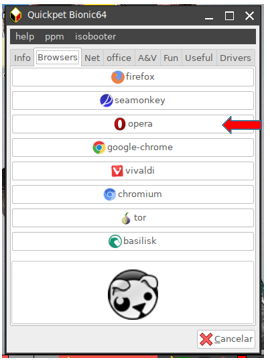 Quickpet Bionic64
help ppm isobooter
Info Browsers Net office A&V Fun Useful Drivers
firefox
seamonkey
opera
google-chrome
vivaldi
chromium
tor
basilisk
Cancelar